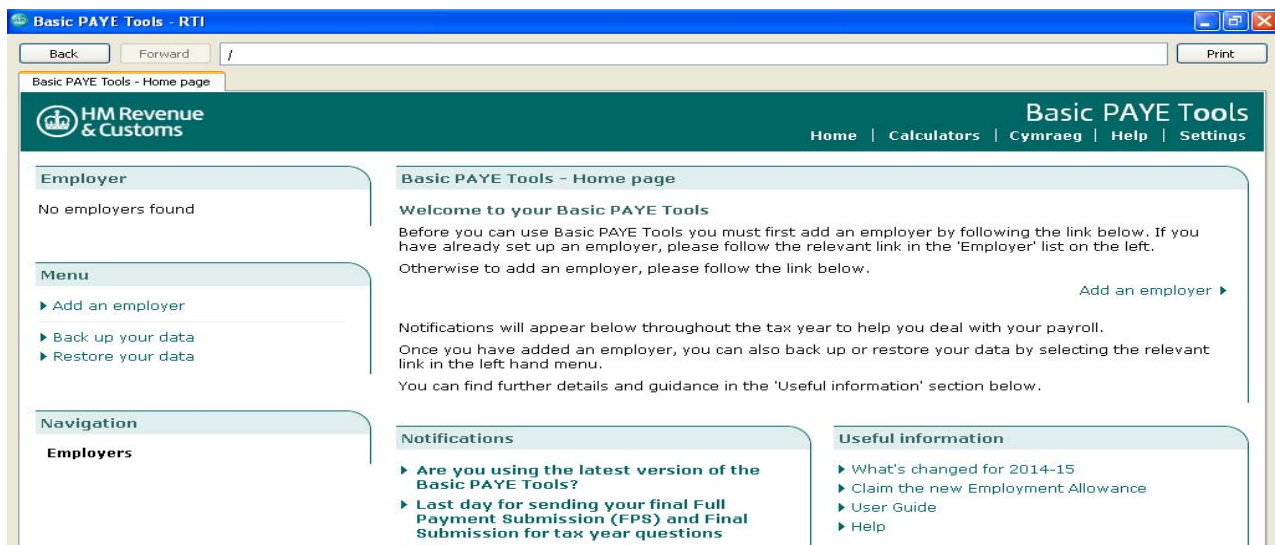 Basic PAYE Tools - RTI
Back
Forward
/
Print
Basic PAYE Tools - Home page
HM Revenue
& Customs
Basic PAYE Tools
Home | Calculators | Cymraeg | Help | Settings
Employer
No employers found
Menu
Add an employer
Back up your data
Restore your data
Navigation
Employers
Basic PAYE Tools - Home page
Welcome to your Basic PAYE Tools
Before you can use Basic PAYE Tools you must first add an employer by following the link below. If you
have already set up an employer, please follow the relevant link in the 'Employer' list on the left.
Otherwise to add an employer, please follow the link below.
Add an employer
Notifications will appear below throughout the tax year to help you deal with your payroll.
Once you have added an employer, you can also back up or restore your data by selecting the relevant
link in the left hand menu.
You can find further details and guidance in the 'Useful information' section below.
Notifications
Are you using the latest version of the
Basic PAYE Tools?
Last day for sending your final Full
Payment Submission (FPS) and Final
Submission for tax year questions
Useful information
What's changed for 2014-15
Claim the new Employment Allowance
User Guide
Help